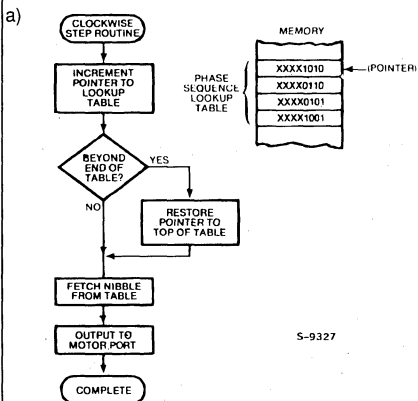 a)
CLOCKWISE
STEP ROUTINE
INCREMENT
POINTER TO
LOOKUP
TABLE
BEYOND
END OF
TABLE?
YES
NO
RESTORE
POINTER TO
TOP OF TABLE
FETCH NIBBLE
FROM TABLE
OUTPUT TO
MOTOR PORT
COMPLETE
MEMORY
PHASE
SEQUENCE
LOOKUP
TABLE
XXXX1010
XXXX0110
XXXX0101
XXXX1001
(POINTER)
S-9327